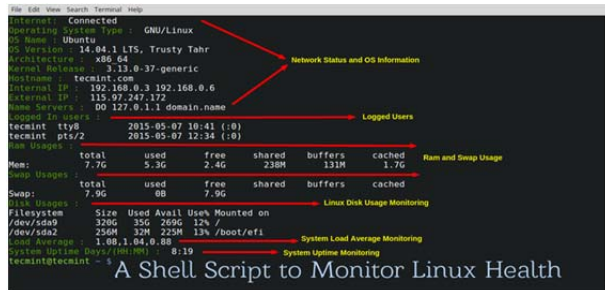 File Edit View Search Terminal Help
Internet: Connected
Operating System Type : GNU/Linux
OS Name : Ubuntu
OS Version : 14.04.1 LTS, Trusty Tahr
Architecture : x86_64
Kernel Release : 3.13.0-37-generic
Hostname : tecmint.com
Internal IP : 192.168.0.3 192.168.0.6
External IP : 115.97.247.172
Name Servers : DO 127.0.1.1 domain.name
Network Status and OS Information
Logged In users :
Logged Users
tecmint tty8 2015-05-07 10:41 (:0)
tecmint pts/2 2015-05-07 12:34 (:0)
Ram Usages :
total used free shared buffers cached
Mem: 7.7G 5.3G 2.4G 238M 131M 1.7G
Ram and Swap Usage
Swap Usages :
total used free shared buffers cached
Swap: 7.9G 0B 7.9G
Disk Usages :
Linux Disk Usage Monitoring
Filesystem Size Used Avail Use% Mounted on
/dev/sda9 320G 35G 269G 12% /
/dev/sda2 256M 32M 225M 13% /boot/efi
Load Average : 1.08,1.04,0.88
System Load Average Monitoring
System Uptime Days/(HH:MM) : 8:19
System Uptime Monitoring
tecmint@tecmint ~ $
A Shell Script to Monitor Linux Health